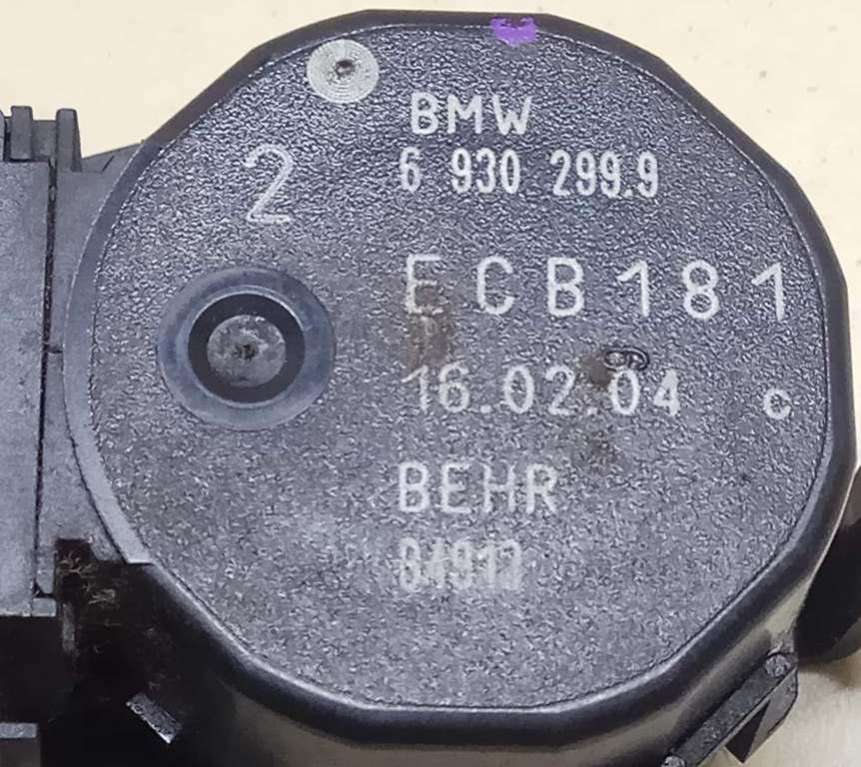 BMW
6 930 299.9
2
ECB181
16.02.04 c
BEHR